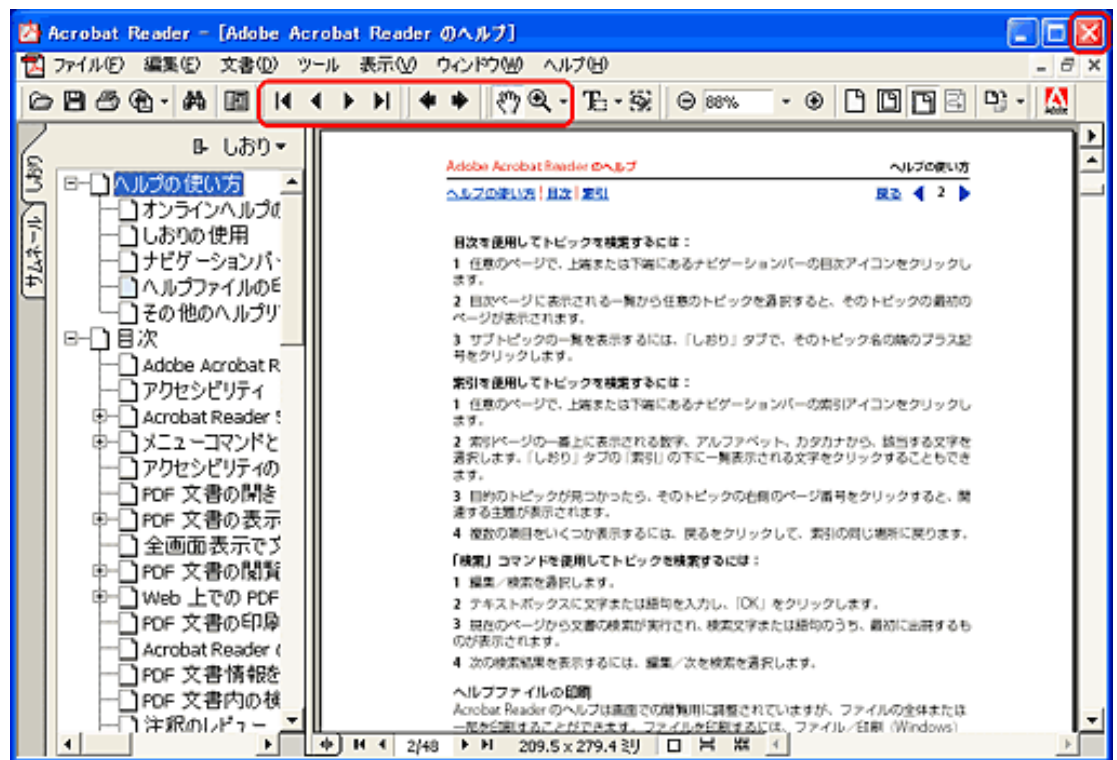 Acrobat Reader - [Adobe Acrobat Reader のヘルプ]
ファイル(F) 編集(E) 文書(D) ツール 表示(V) ウィンドウ(W) ヘルプ(H)
88%
Adobe
しおり
サムネール
しおり
ヘルプの使い方
オンラインヘルプの
しおりの使用
ナビゲーションバ
ヘルプファイルの
その他のヘルプリ
目次
Adobe Acrobat R
アクセシビリティ
Acrobat Reader
メニューコマンドと
アクセシビリティの
PDF 文書の開き
PDF 文書の表示
全画面表示で
PDF 文書の閲覧
Web 上での PDF
PDF 文書の印刷
Acrobat Reader
PDF 文書情報を
PDF 文書内の検
注釈のレビュー
Adobe Acrobat Reader のヘルプ ヘルプの使い方
ヘルプの使い方 | 目次 | 索引 戻る 2
目次を使用してトピックを検索するには:
1 任意のページで、上端または下端にあるナビゲーションバーの目次アイコンをクリックし
ます。
2 目次ページに表示される一覧から任意のトピックを選択すると、そのトピックの最初の
ページが表示されます。
3 サブトピックの一覧を表示するには、「しおり」タブで、そのトピック名の隣のプラス記
号をクリックします。
索引を使用してトピックを検索するには:
1 任意のページで、上端または下端にあるナビゲーションバーの索引アイコンをクリックし
ます。
2 索引ページの一番上に表示される数字、アルファベット、カタカナから、該当する文字を
選択します。「しおり」タブの「索引」の下に一覧表示される文字をクリックすることもでき
ます。
3 目的のトピックが見つかったら、そのトピックの右側のページ番号をクリックすると、関
連する主題が表示されます。
4 複数の項目をいくつか表示するには、戻るをクリックして、索引の同じ場所に戻ります。
「検索」コマンドを使用してトピックを検索するには:
1 編集/検索を選択します。
2 テキストボックスに文字または語句を入力し、「OK」をクリックします。
3 現在のページから文書の検索が実行され、検索文字または語句のうち、最初に出現するも
のが表示されます。
4 次の検索結果を表示するには、編集/次を検索を選択します。
ヘルプファイルの印刷
Acrobat Reader のヘルプは画面での閲覧用に調整されていますが、ファイルの全体または
一部を印刷することができます。ファイルを印刷するには、ファイル/印刷 (Windows)
2/48 209.5 x 279.4 ミリ